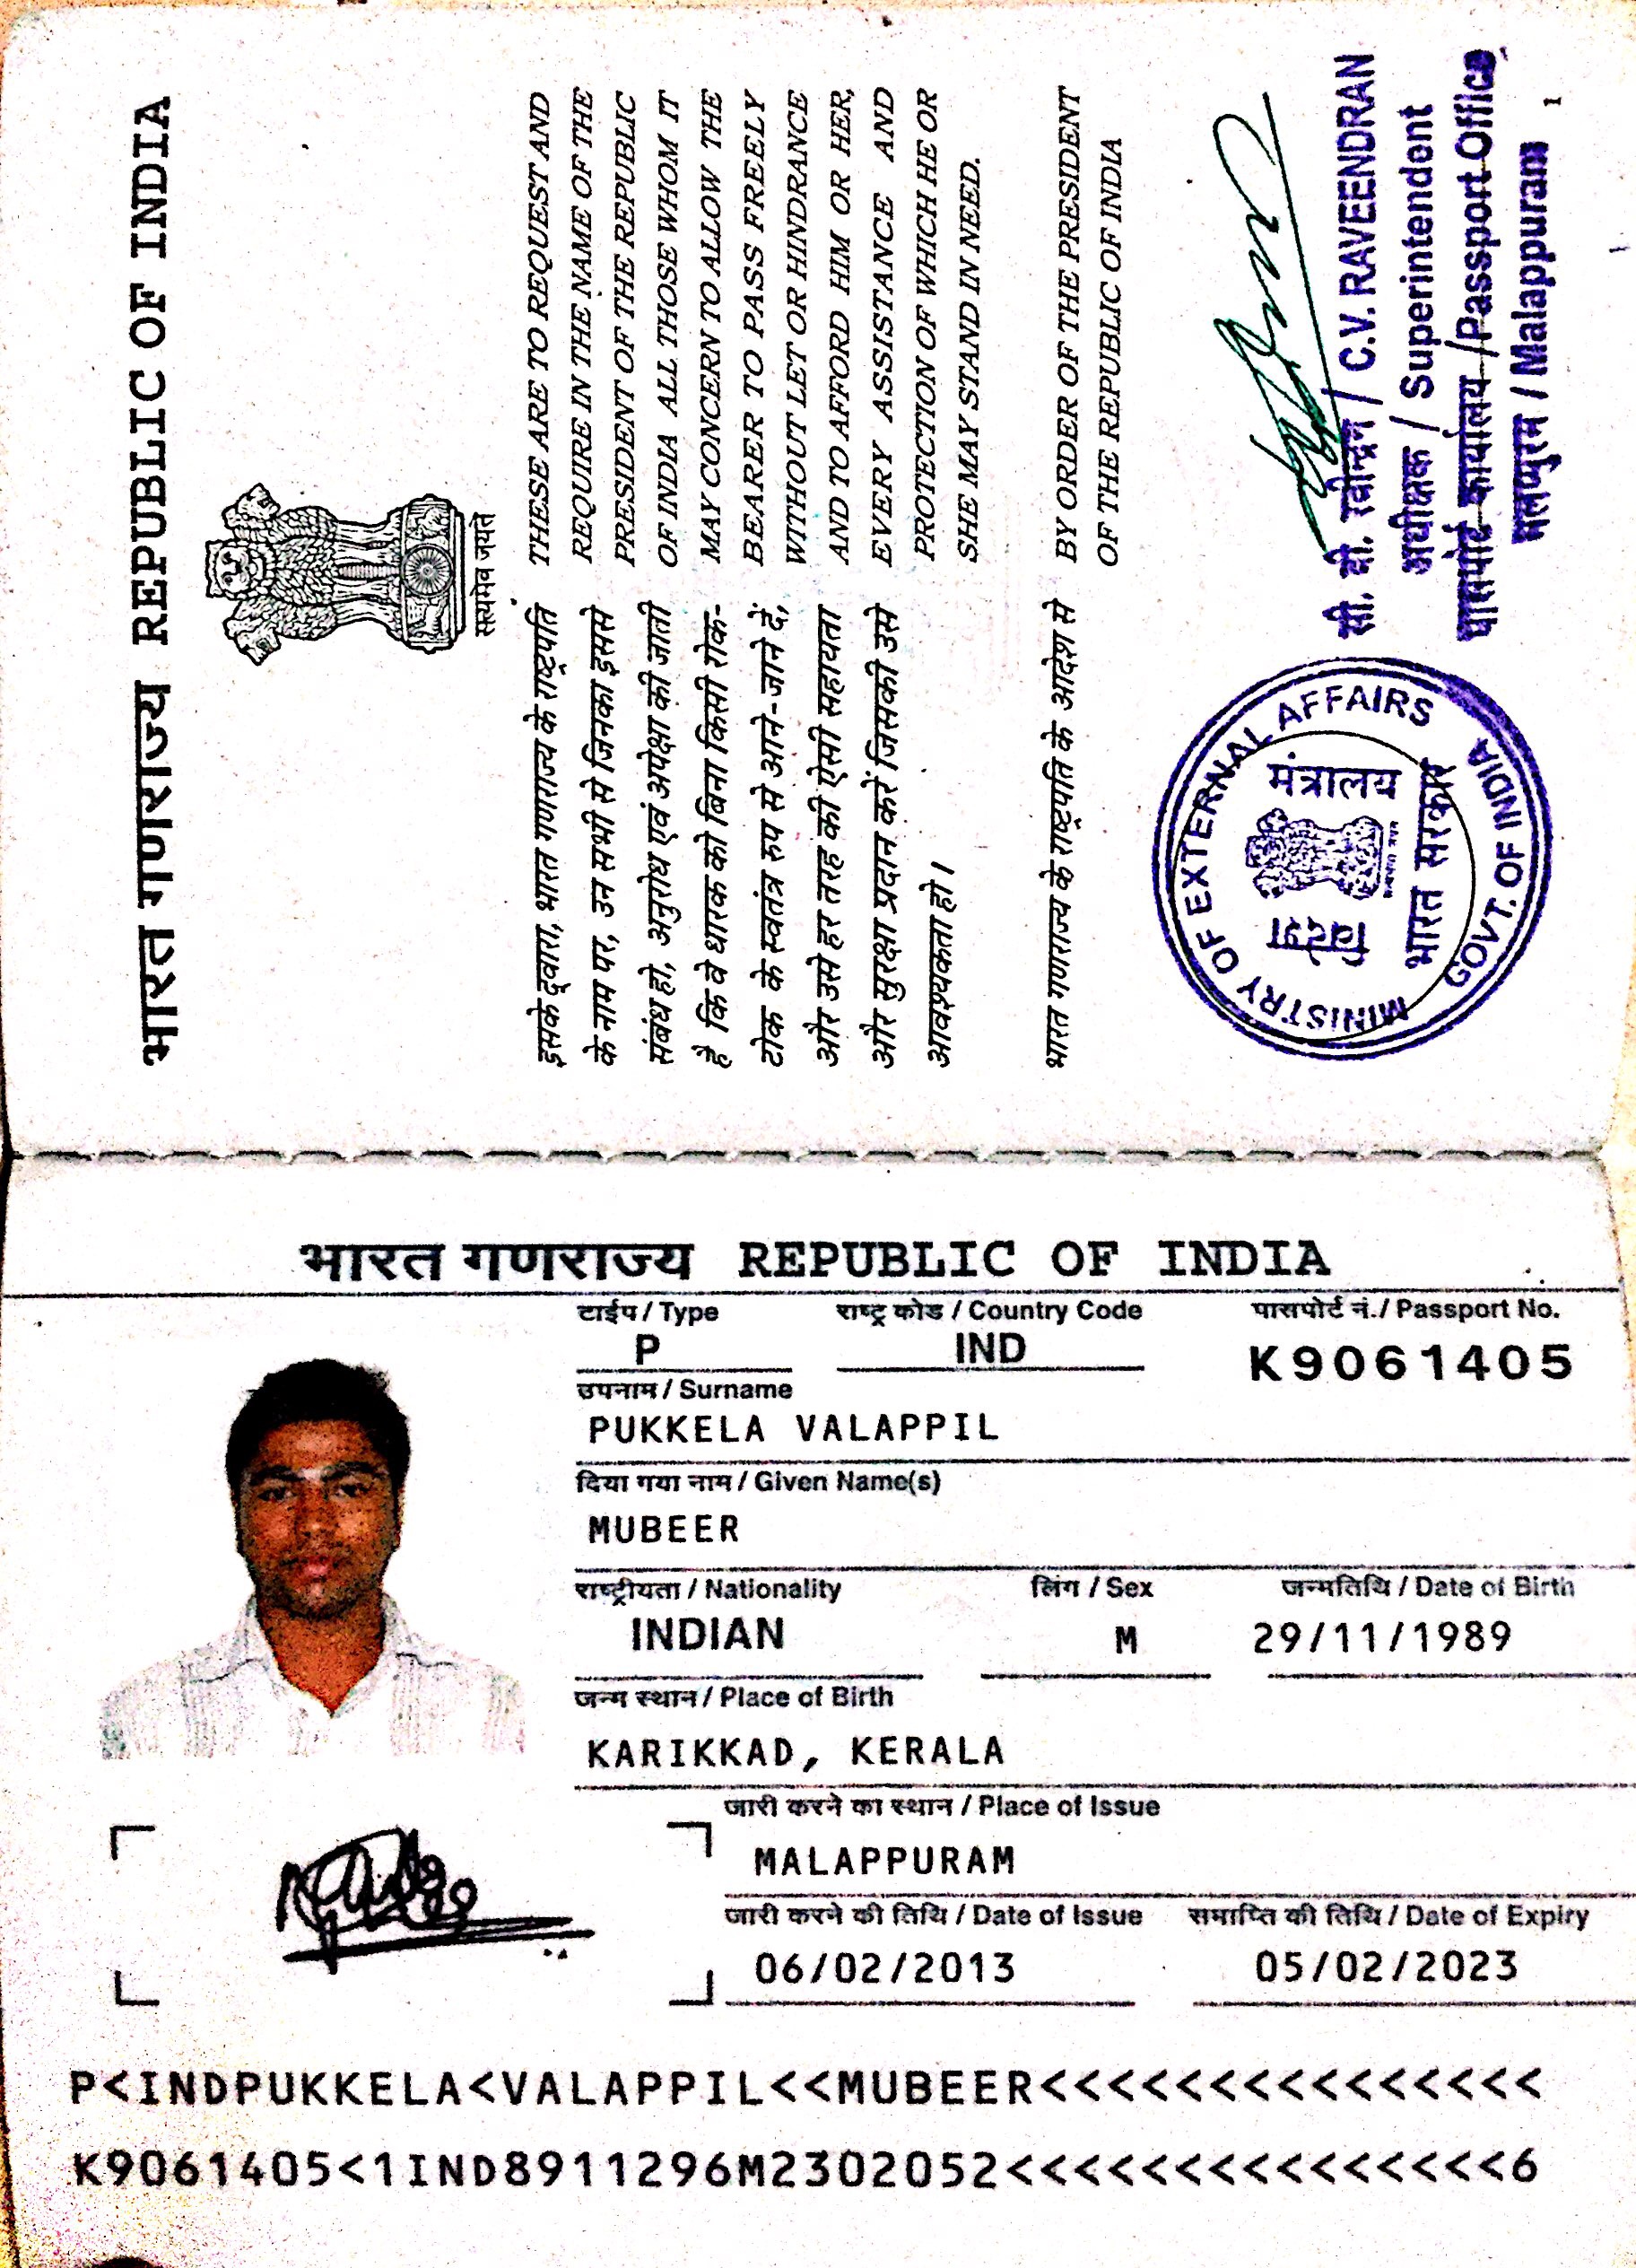 भारत गणराज्य REPUBLIC OF INDIA
सत्यमेव जयते
इसके द्वारा, भारत गणराज्य के राष्ट्रपति
के नाम पर, उन सभी से जिनका इससे
संबंध हो, अनुरोध एवं अपेक्षा की जाती
है कि वे धारक को बिना किसी रोक-
टोक के स्वतंत्र रूप से आने-जाने दें,
और उसे हर तरह की ऐसी सहायता
और सुरक्षा प्रदान करें जिसकी उसे
आवश्यकता हो।
THESE ARE TO REQUEST AND
REQUIRE IN THE NAME OF THE
PRESIDENT OF THE REPUBLIC
OF INDIA ALL THOSE WHOM IT
MAY CONCERN TO ALLOW THE
BEARER TO PASS FREELY
WITHOUT LET OR HINDRANCE
AND TO AFFORD HIM OR HER,
EVERY ASSISTANCE AND
PROTECTION OF WHICH HE OR
SHE MAY STAND IN NEED.
भारत गणराज्य के राष्ट्रपति के आदेश से
BY ORDER OF THE PRESIDENT
OF THE REPUBLIC OF INDIA
MINISTRY OF EXTERNAL AFFAIRS
विदेश मंत्रालय
भारत सरकार
GOVT. OF INDIA
सी. वी. रवीन्द्रन / C.V. RAVEENDRAN
अधीक्षक / Superintendent
पासपोर्ट कार्यालय / Passport Office
मलप्पुरम / Malappuram
1
भारत गणराज्य REPUBLIC OF INDIA
टाईप / Type राष्ट्र कोड / Country Code पासपोर्ट नं. / Passport No.
P IND K9061405
उपनाम / Surname
PUKKELA VALAPPIL
दिया गया नाम / Given Name(s)
MUBEER
राष्ट्रीयता / Nationality लिंग / Sex जन्मतिथि / Date of Birth
INDIAN M 29/11/1989
जन्म स्थान / Place of Birth
KARIKKAD, KERALA
जारी करने का स्थान / Place of Issue
MALAPPURAM
जारी करने की तिथि / Date of Issue समाप्ति की तिथि / Date of Expiry
06/02/2013 05/02/2023
P<INDPUKKELA<VALAPPIL<<MUBEER<<<<<<<<<<<<<<<
K9061405<1IND8911296M2302052<<<<<<<<<<<<<<<6